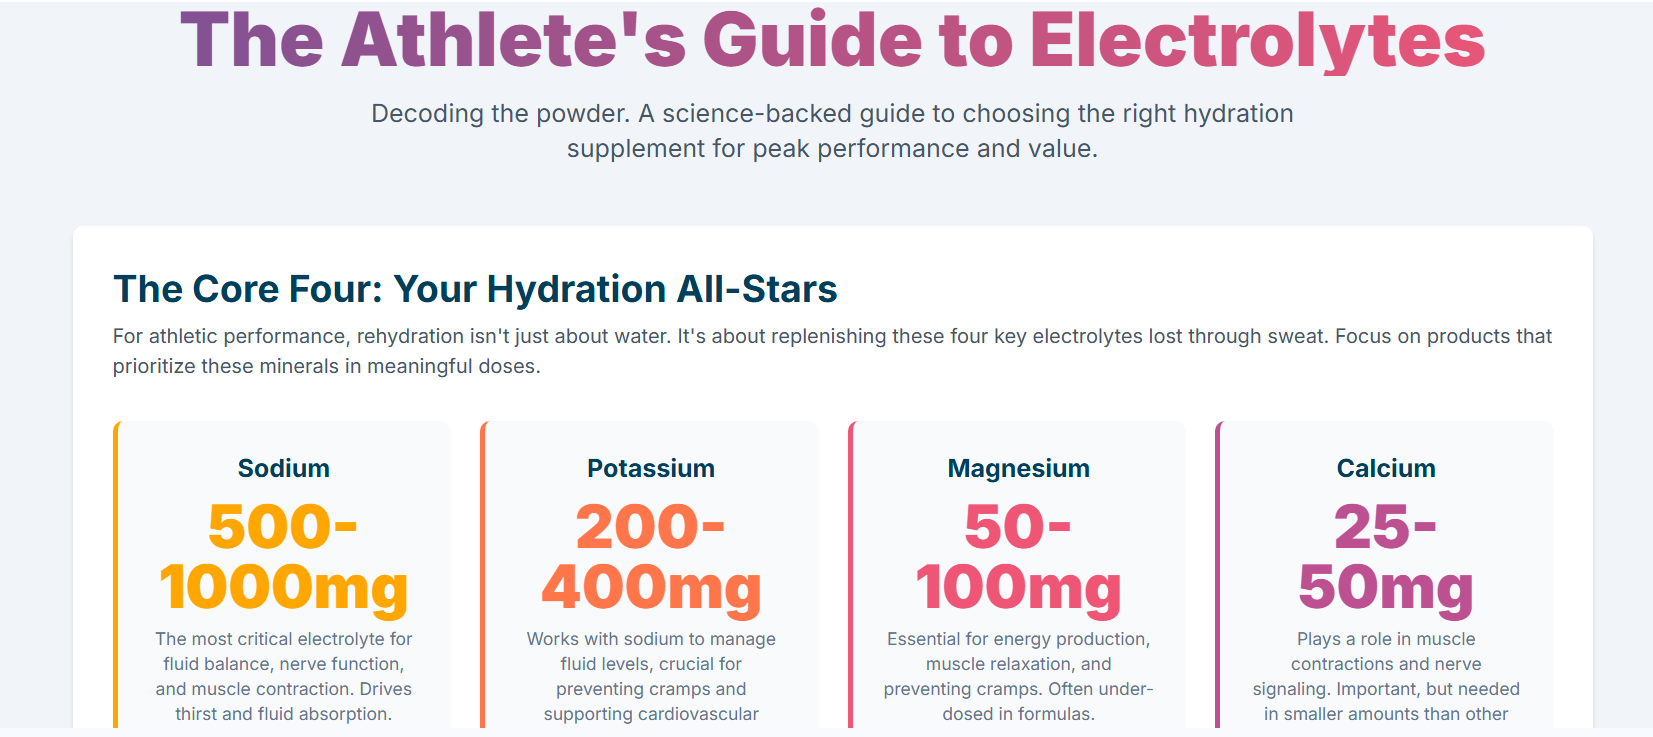 The Athlete's Guide to Electrolytes
Decoding the powder. A science-backed guide to choosing the right hydration
supplement for peak performance and value.
The Core Four: Your Hydration All-Stars
For athletic performance, rehydration isn't just about water. It's about replenishing these four key electrolytes lost through sweat. Focus on products that
prioritize these minerals in meaningful doses.
Sodium
500-
1000mg
The most critical electrolyte for
fluid balance, nerve function,
and muscle contraction. Drives
thirst and fluid absorption.
Potassium
200-
400mg
Works with sodium to manage
fluid levels, crucial for
preventing cramps and
supporting cardiovascular
Magnesium
50-
100mg
Essential for energy production,
muscle relaxation, and
preventing cramps. Often under-
dosed in formulas.
Calcium
25-
50mg
Plays a role in muscle
contractions and nerve
signaling. Important, but needed
in smaller amounts than other